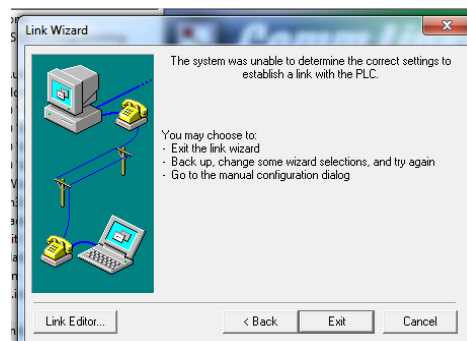 Link Wizard
The system was unable to determine the correct settings to
establish a link with the PLC.
You may choose to:
- Exit the link wizard
- Back up, change some wizard selections, and try again
- Go to the manual configuration dialog
Link Editor...
< Back
Exit
Cancel